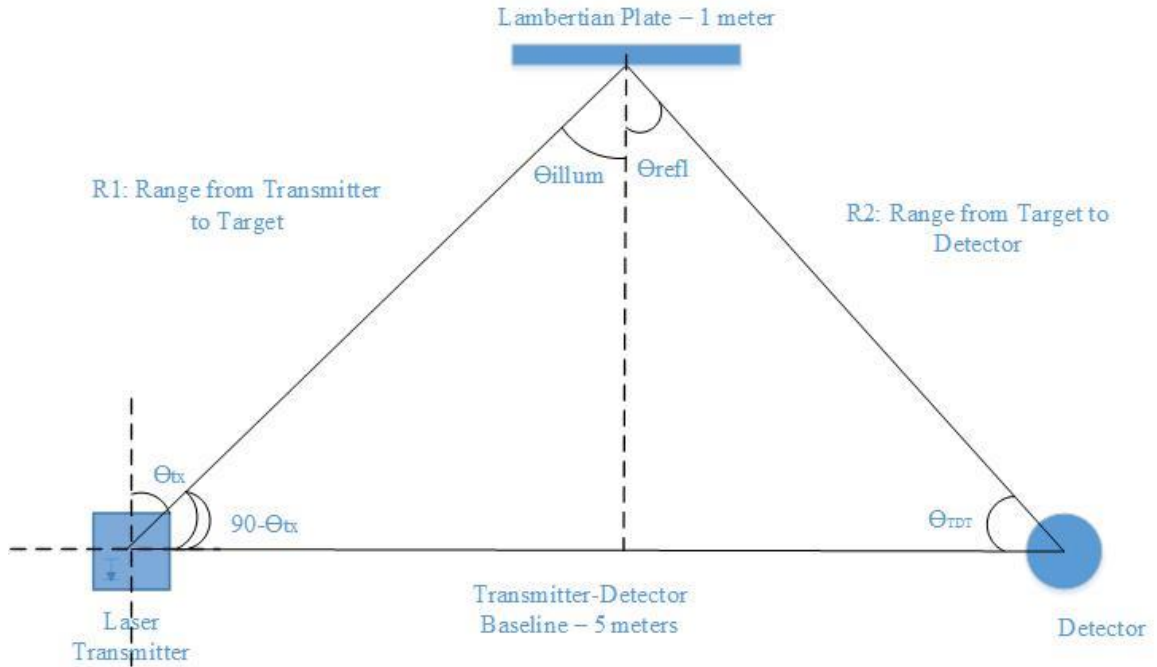 Lambertian Plate – 1 meter
Θillum
Θrefl
R1: Range from Transmitter
to Target
R2: Range from Target to
Detector
Θtx
90-Θtx
ΘTDT
Transmitter-Detector
Baseline – 5 meters
Laser
Transmitter
Detector